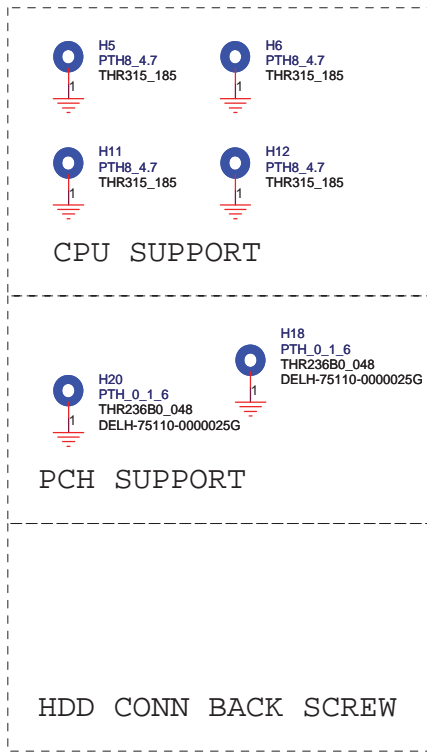 H5
PTH8_4.7
THR315_185
1
H6
PTH8_4.7
THR315_185
1
H11
PTH8_4.7
THR315_185
1
H12
PTH8_4.7
THR315_185
1
CPU SUPPORT
H18
PTH_0_1_6
THR236B0_048
DELH-75110-0000025G
1
H20
PTH_0_1_6
THR236B0_048
DELH-75110-0000025G
1
PCH SUPPORT
HDD CONN BACK SCREW